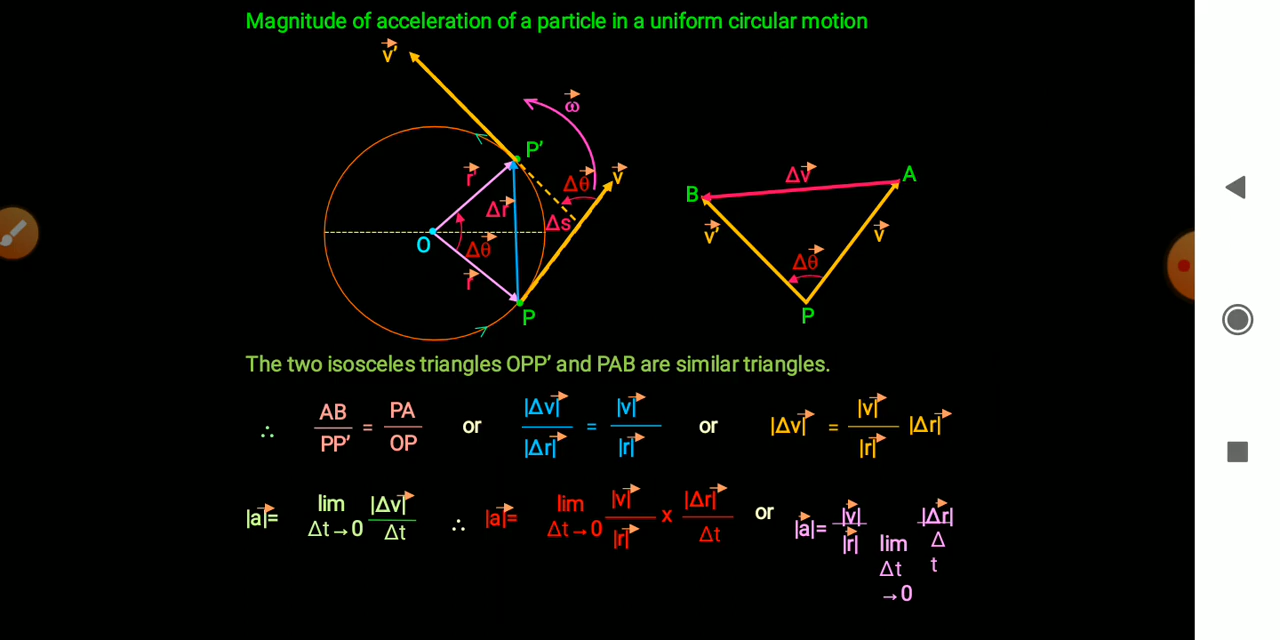 Magnitude of acceleration of a particle in a uniform circular motion
v⃗'
ω⃗
P'
r⃗'
Δθ⃗
v⃗
Δr⃗
Δs
O
Δθ⃗
r⃗
P
Δv⃗
A
B
v⃗'
v⃗
Δθ⃗
P
The two isosceles triangles OPP' and PAB are similar triangles.
∴ AB/PP' = PA/OP or |Δv⃗|/|Δr⃗| = |v⃗|/|r⃗| or |Δv⃗| = |v⃗|/|r⃗| |Δr⃗|
|a⃗|= lim Δt→0 |Δv⃗|/Δt ∴ |a⃗|= lim Δt→0 |v⃗|/|r⃗| x |Δr⃗|/Δt or |a⃗|= |v⃗|/|r⃗| lim Δt→0 |Δr⃗|/Δt